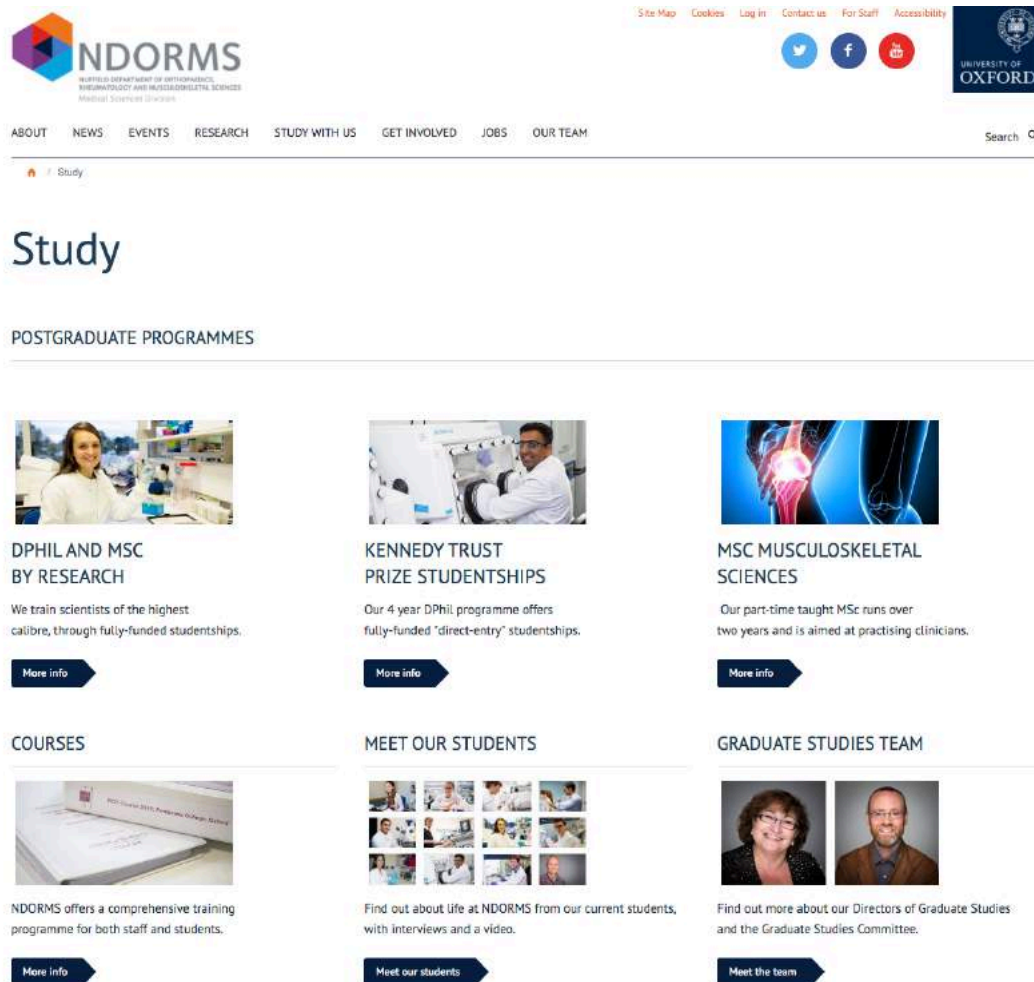 Site Map Cookies Log in Contact us For Staff Accessibility
NDORMS
NUFFIELD DEPARTMENT OF ORTHOPAEDICS,
RHEUMATOLOGY AND MUSCULOSKELETAL SCIENCES
Medical Sciences Division
UNIVERSITY OF
OXFORD
ABOUT NEWS EVENTS RESEARCH STUDY WITH US GET INVOLVED JOBS OUR TEAM
Search
/ Study
Study
POSTGRADUATE PROGRAMMES
DPHIL AND MSC
BY RESEARCH
We train scientists of the highest
calibre, through fully-funded studentships.
More info
KENNEDY TRUST
PRIZE STUDENTSHIPS
Our 4 year DPhil programme offers
fully-funded "direct-entry" studentships.
More info
MSC MUSCULOSKELETAL
SCIENCES
Our part-time taught MSc runs over
two years and is aimed at practising clinicians.
More info
COURSES
NDORMS offers a comprehensive training
programme for both staff and students.
More info
MEET OUR STUDENTS
Find out about life at NDORMS from our current students,
with interviews and a video.
Meet our students
GRADUATE STUDIES TEAM
Find out more about our Directors of Graduate Studies
and the Graduate Studies Committee.
Meet the team